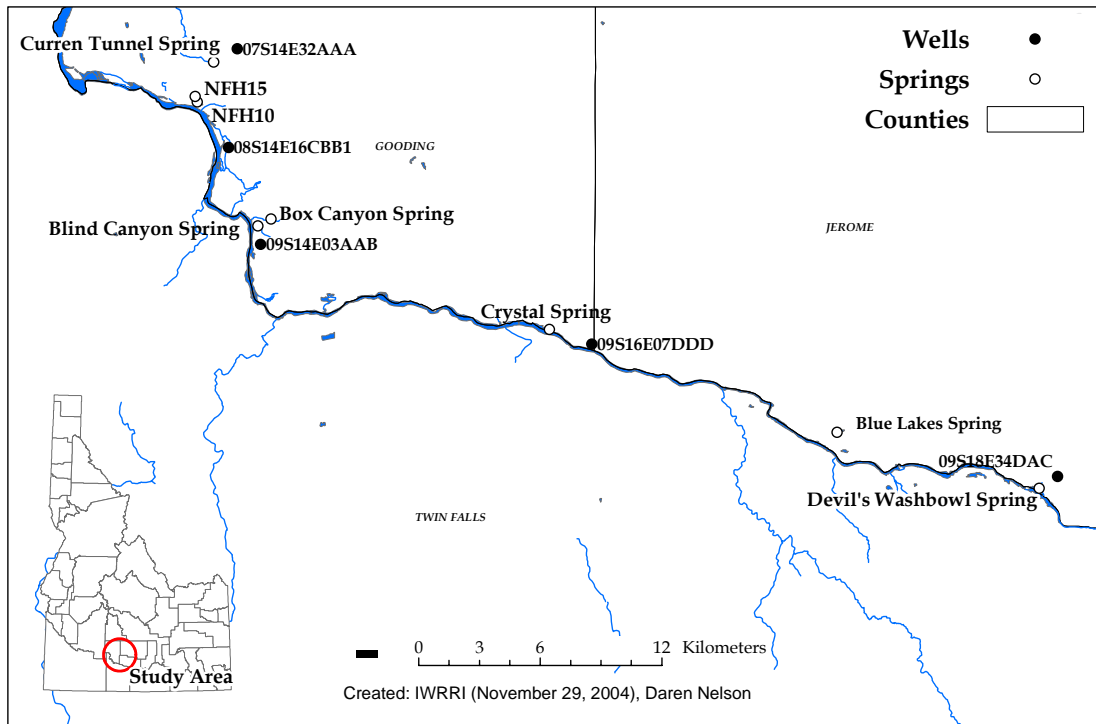 Curren Tunnel Spring
07S14E32AAA
Wells
Springs
Counties
NFH15
NFH10
08S14E16CBB1
GOODING
Box Canyon Spring
Blind Canyon Spring
09S14E03AAB
JEROME
Crystal Spring
09S16E07DDD
Blue Lakes Spring
09S18E34DAC
Devil's Washbowl Spring
TWIN FALLS
0 3 6 12 Kilometers
Study Area
Created: IWRRI (November 29, 2004), Daren Nelson